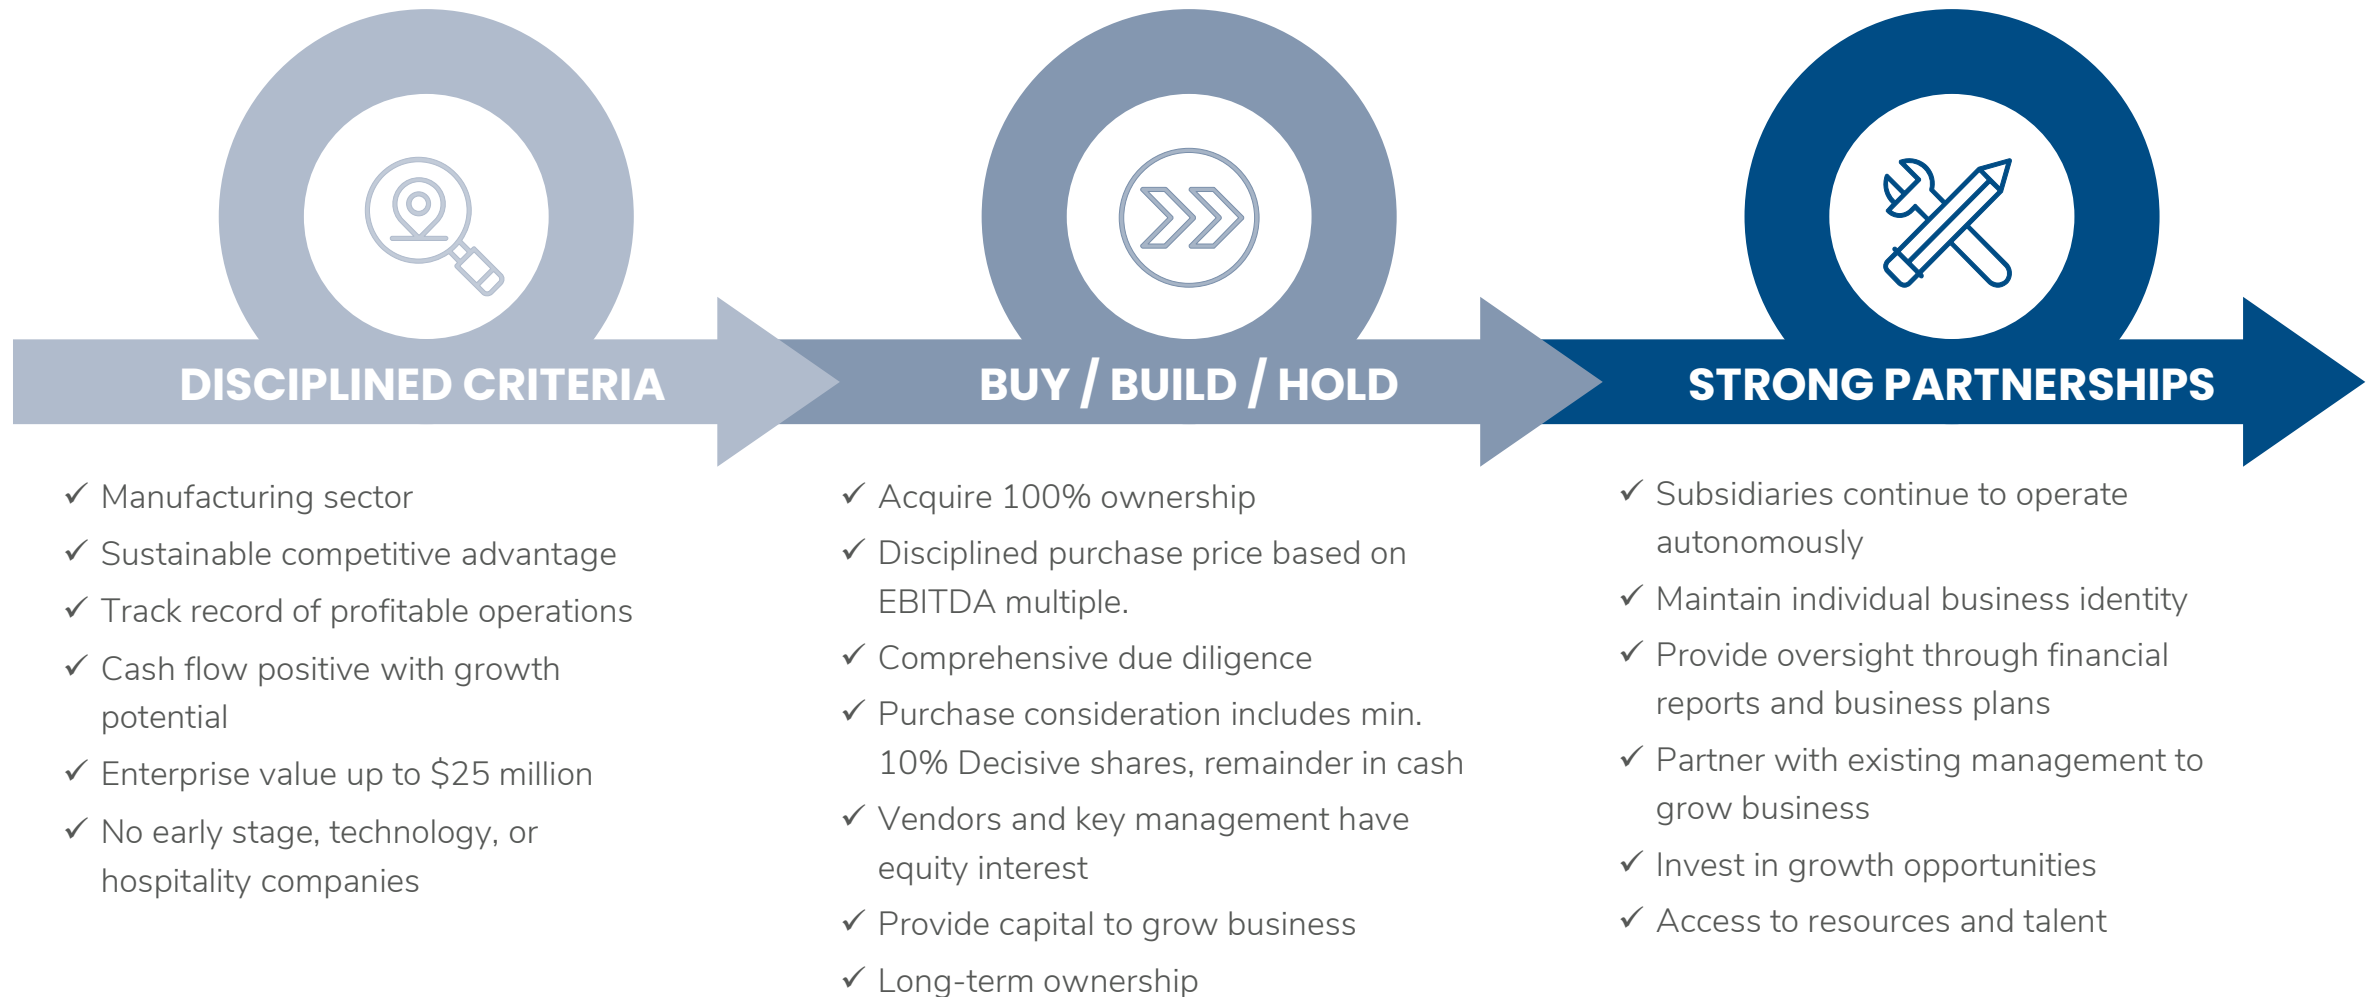 DISCIPLINED CRITERIA
✓ Manufacturing sector
✓ Sustainable competitive advantage
✓ Track record of profitable operations
✓ Cash flow positive with growth
potential
✓ Enterprise value up to $25 million
✓ No early stage, technology, or
hospitality companies
BUY / BUILD / HOLD
✓ Acquire 100% ownership
✓ Disciplined purchase price based on
EBITDA multiple.
✓ Comprehensive due diligence
✓ Purchase consideration includes min.
10% Decisive shares, remainder in cash
✓ Vendors and key management have
equity interest
✓ Provide capital to grow business
✓ Long-term ownership
STRONG PARTNERSHIPS
✓ Subsidiaries continue to operate
autonomously
✓ Maintain individual business identity
✓ Provide oversight through financial
reports and business plans
✓ Partner with existing management to
grow business
✓ Invest in growth opportunities
✓ Access to resources and talent